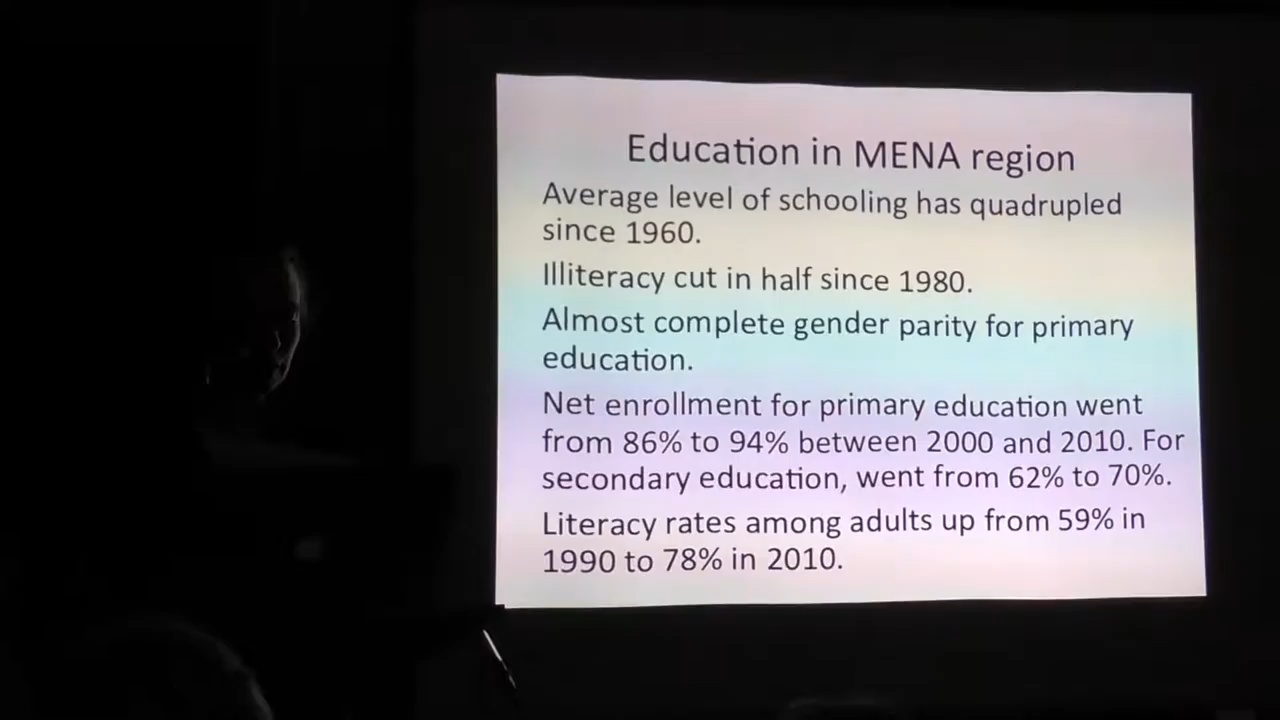 Education in MENA region
Average level of schooling has quadrupled
since 1960.
Illiteracy cut in half since 1980.
Almost complete gender parity for primary
education.
Net enrollment for primary education went
from 86% to 94% between 2000 and 2010. For
secondary education, went from 62% to 70%.
Literacy rates among adults up from 59% in
1990 to 78% in 2010.